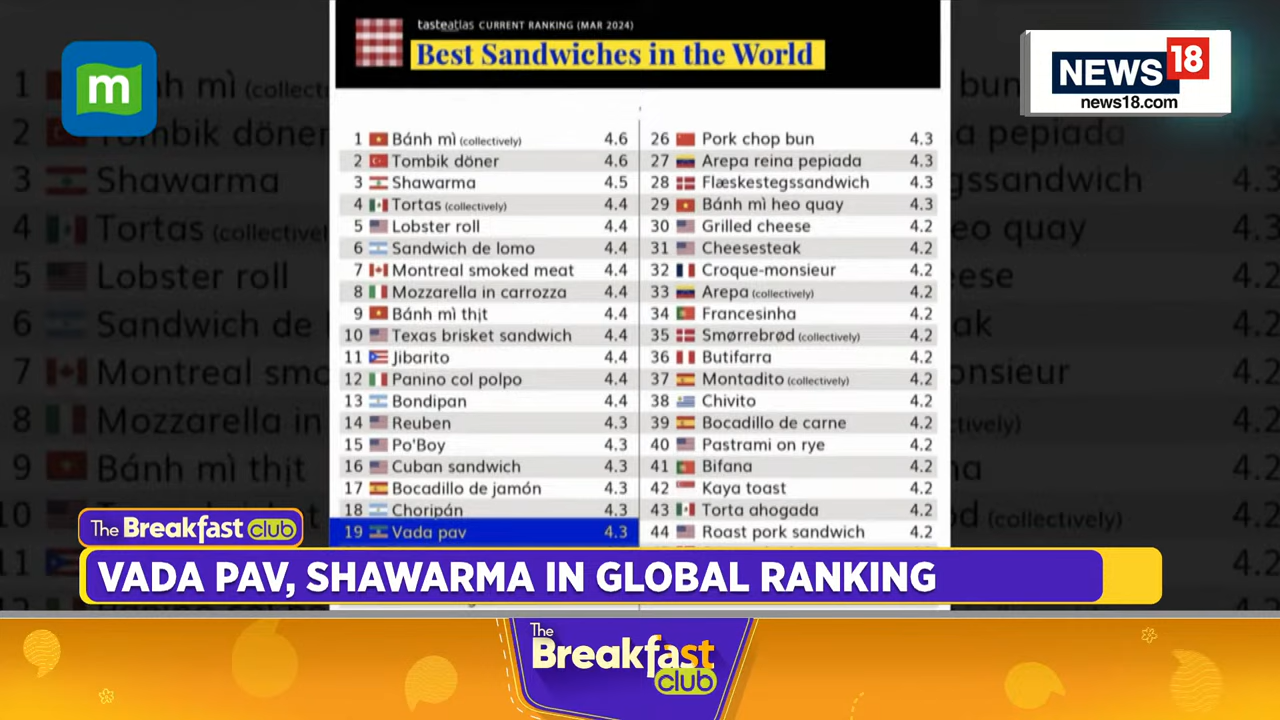 tasteatlas CURRENT RANKING (MAR 2024)
Best Sandwiches in the World
m
NEWS 18
news18.com
1 Bánh mì (collectively) 4.6
2 Tombik döner 4.6
3 Shawarma 4.5
4 Tortas (collectively) 4.4
5 Lobster roll 4.4
6 Sandwich de lomo 4.4
7 Montreal smoked meat 4.4
8 Mozzarella in carrozza 4.4
9 Bánh mì thịt 4.4
10 Texas brisket sandwich 4.4
11 Jibarito 4.4
12 Panino col polpo 4.4
13 Bondipan 4.4
14 Reuben 4.3
15 Po'Boy 4.3
16 Cuban sandwich 4.3
17 Bocadillo de jamón 4.3
18 Choripán 4.3
19 Vada pav 4.3
26 Pork chop bun 4.3
27 Arepa reina pepiada 4.3
28 Flæskestegssandwich 4.3
29 Bánh mì heo quay 4.3
30 Grilled cheese 4.2
31 Cheesesteak 4.2
32 Croque-monsieur 4.2
33 Arepa (collectively) 4.2
34 Francesinha 4.2
35 Smørrebrød (collectively) 4.2
36 Butifarra 4.2
37 Montadito (collectively) 4.2
38 Chivito 4.2
39 Bocadillo de carne 4.2
40 Pastrami on rye 4.2
41 Bifana 4.2
42 Kaya toast 4.2
43 Torta ahogada 4.2
44 Roast pork sandwich 4.2
The Breakfast club
VADA PAV, SHAWARMA IN GLOBAL RANKING
The
Breakfast
club